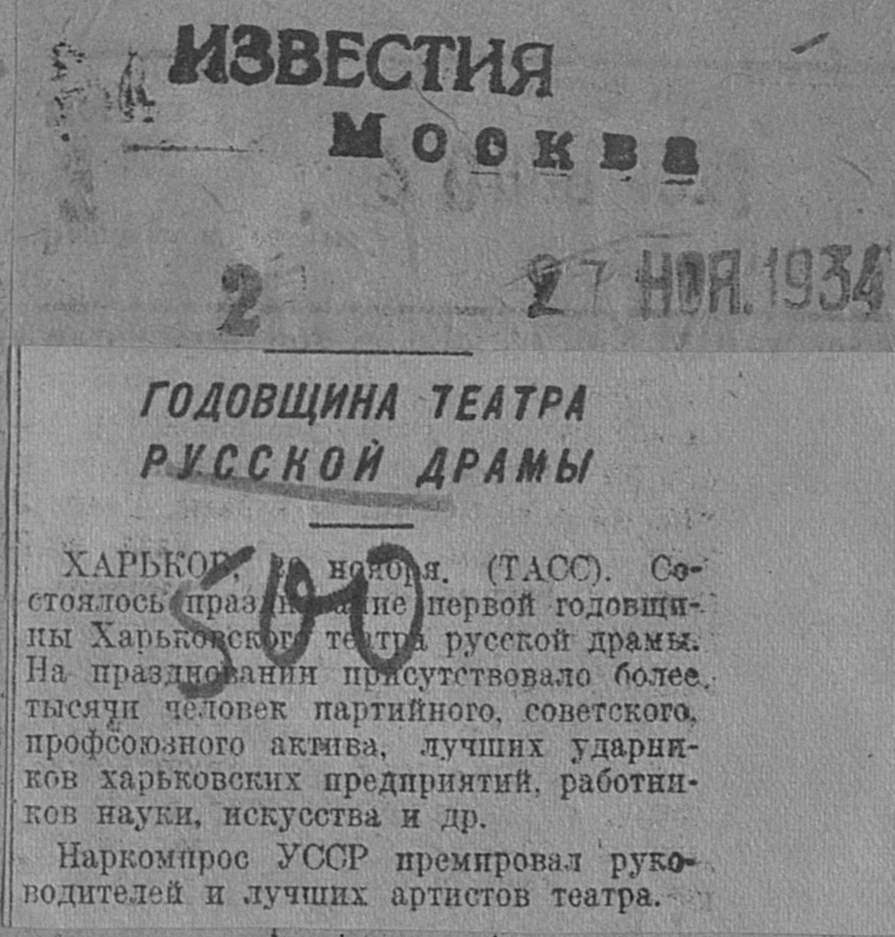 ИЗВЕСТИЯ
Москва
2 27 НОЯ. 1934
ГОДОВЩИНА ТЕАТРА
РУССКОЙ ДРАМЫ
ХАРЬКОВ, ноября. (ТАСС). Со-
стоялось празднование первой годовщи-
ны Харьковского театра русской драмы.
На праздновании присутствовало более
тысячи человек партийного, советского,
профсоюзного актива, лучших ударни-
ков харьковских предприятий, работни-
ков науки, искусства и др.
Наркомпрос УССР премировал руко-
водителей и лучших артистов театра.
500